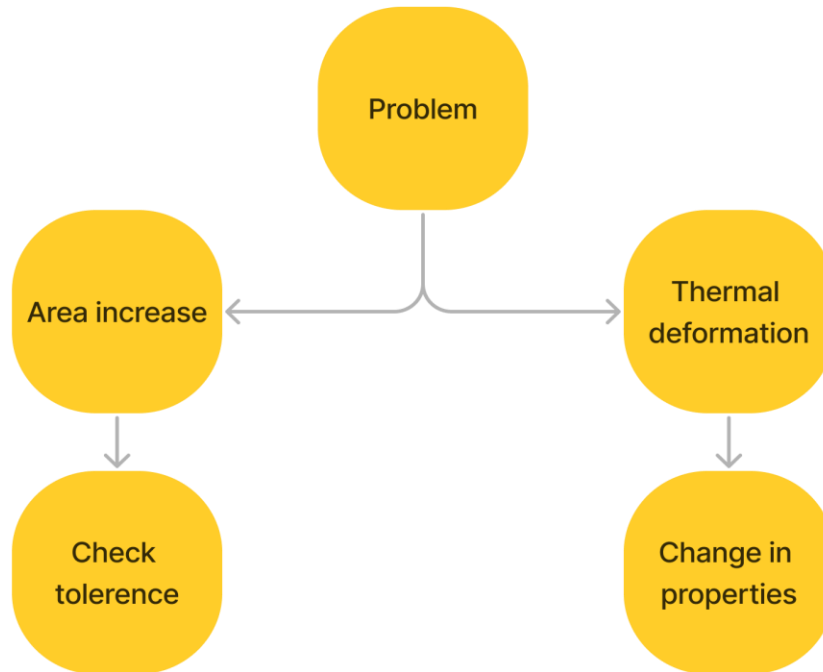 Problem
Area increase
Thermal
deformation
Check
tolerence
Change in
properties